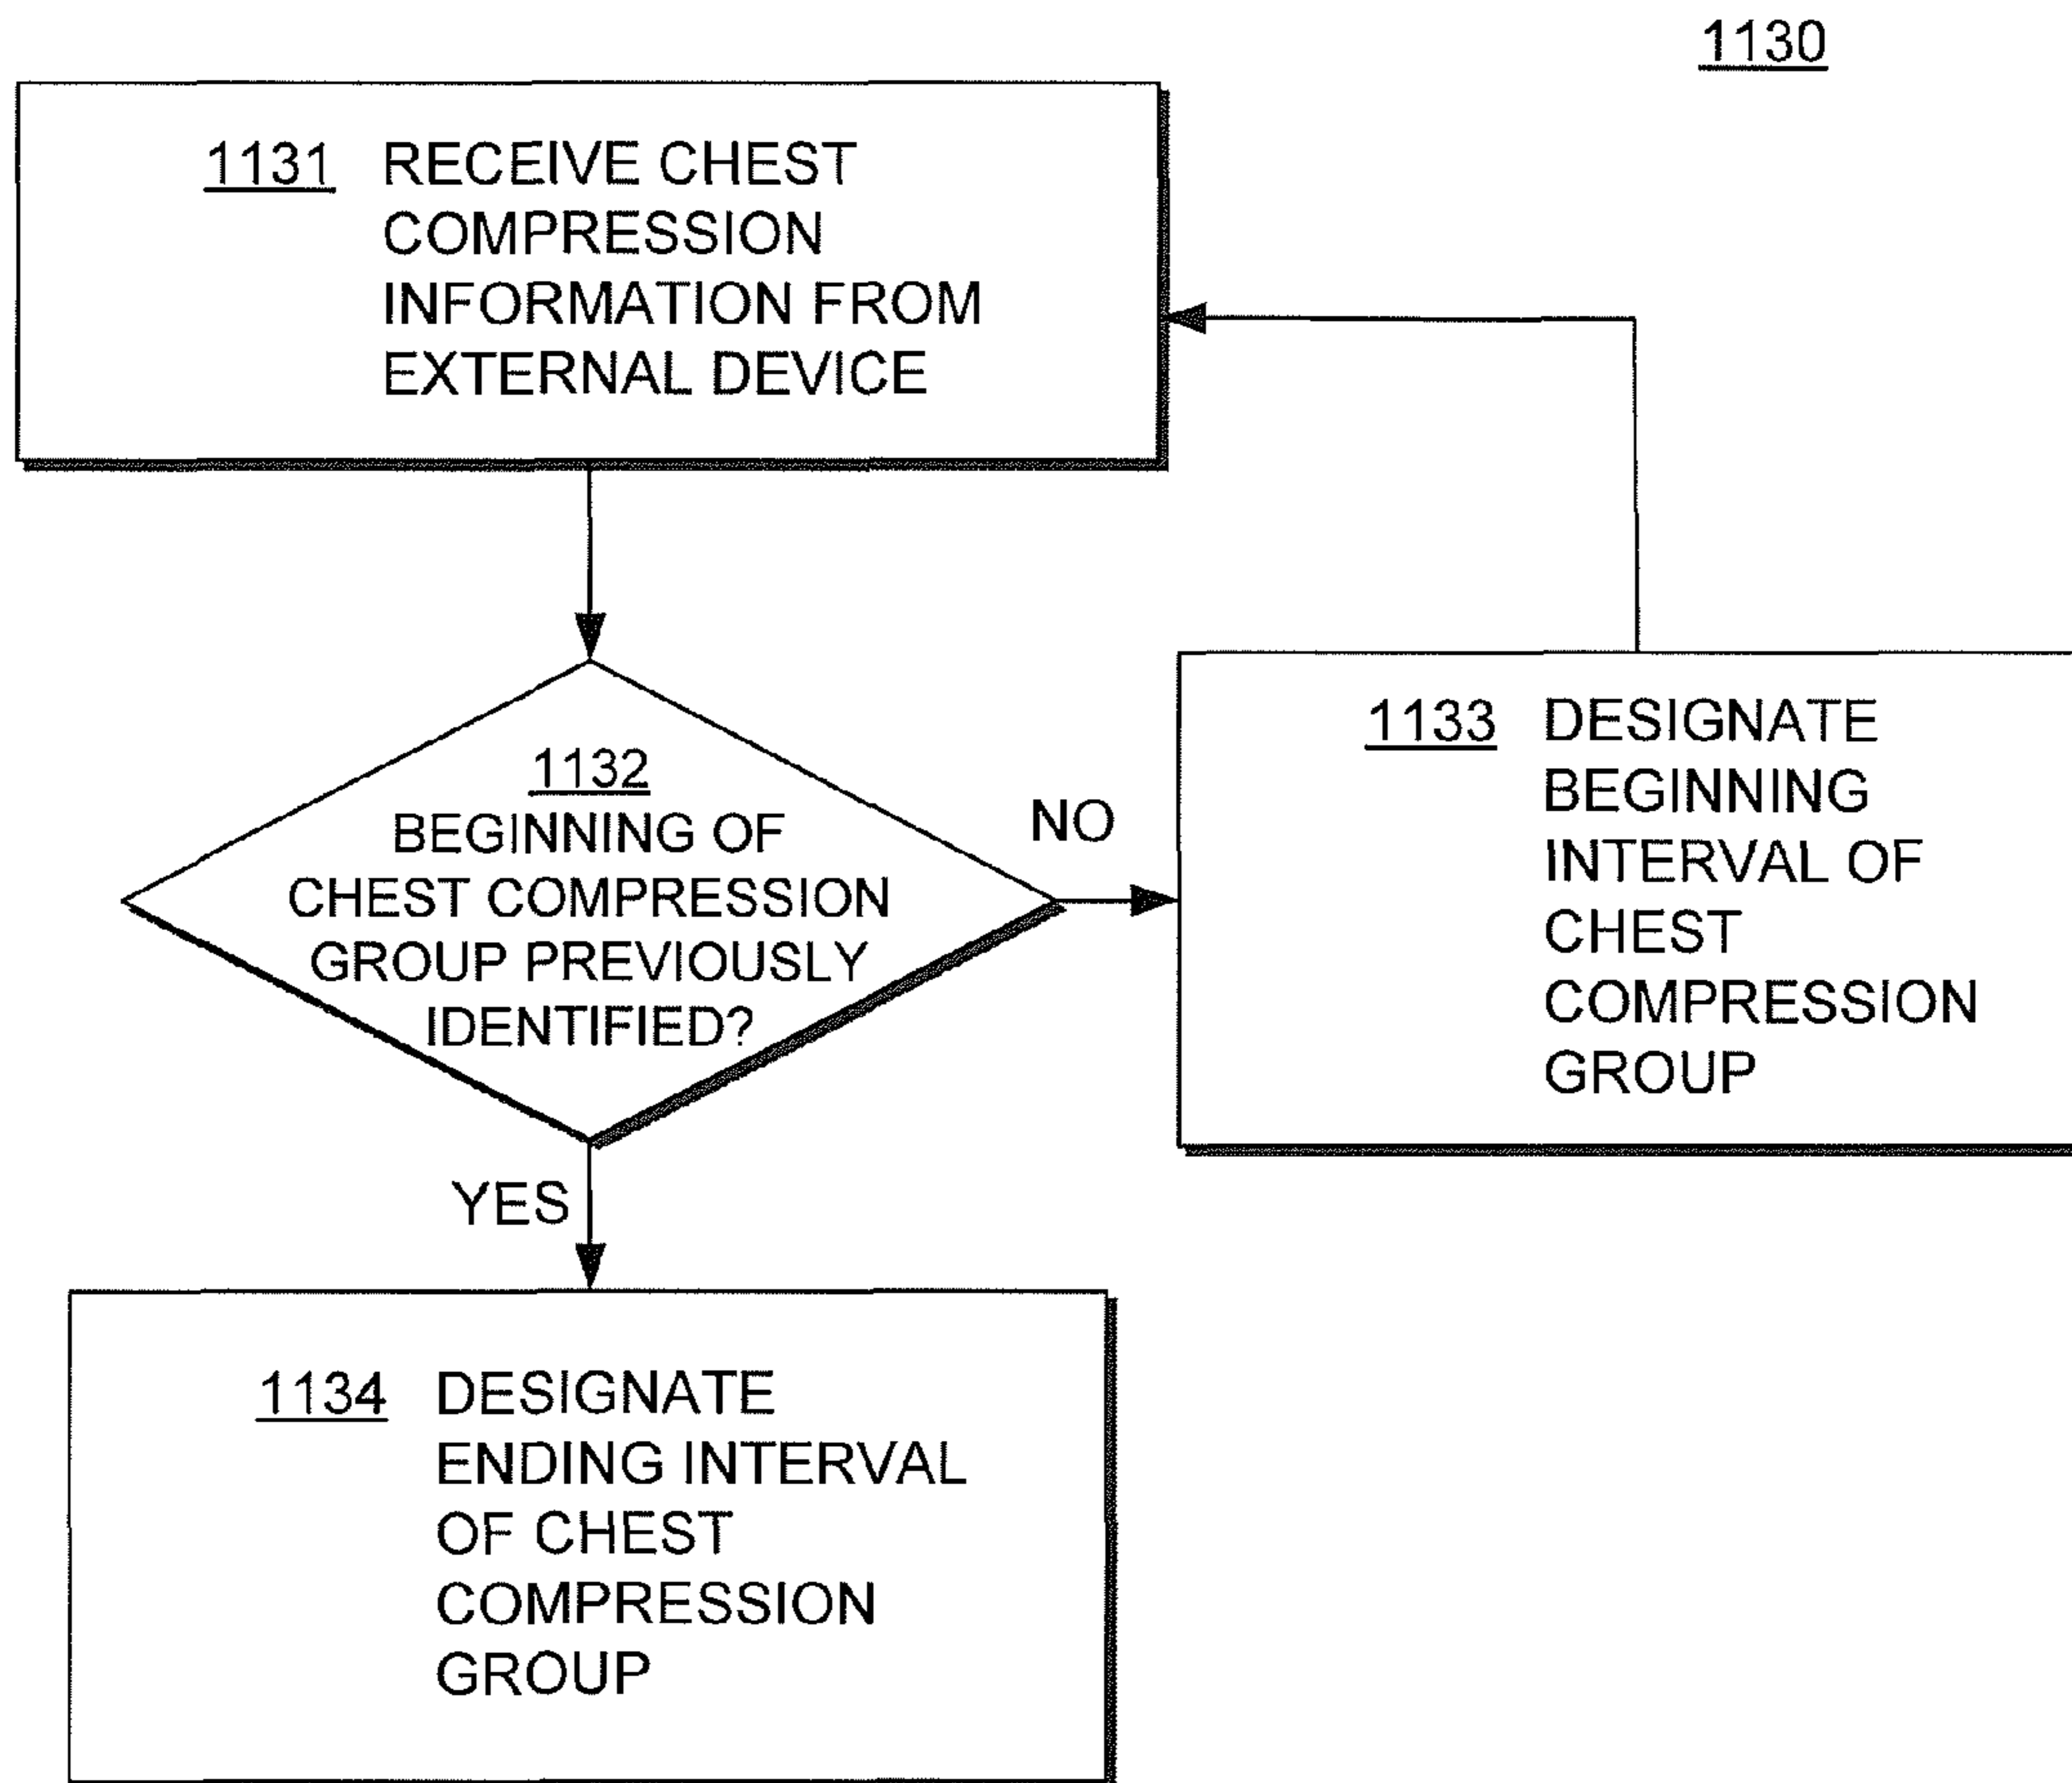 1130
1131 RECEIVE CHEST
COMPRESSION
INFORMATION FROM
EXTERNAL DEVICE
1132
BEGINNING OF
CHEST COMPRESSION
GROUP PREVIOUSLY
IDENTIFIED?
NO
1133 DESIGNATE
BEGINNING
INTERVAL OF
CHEST
COMPRESSION
GROUP
YES
1134 DESIGNATE
ENDING INTERVAL
OF CHEST
COMPRESSION
GROUP